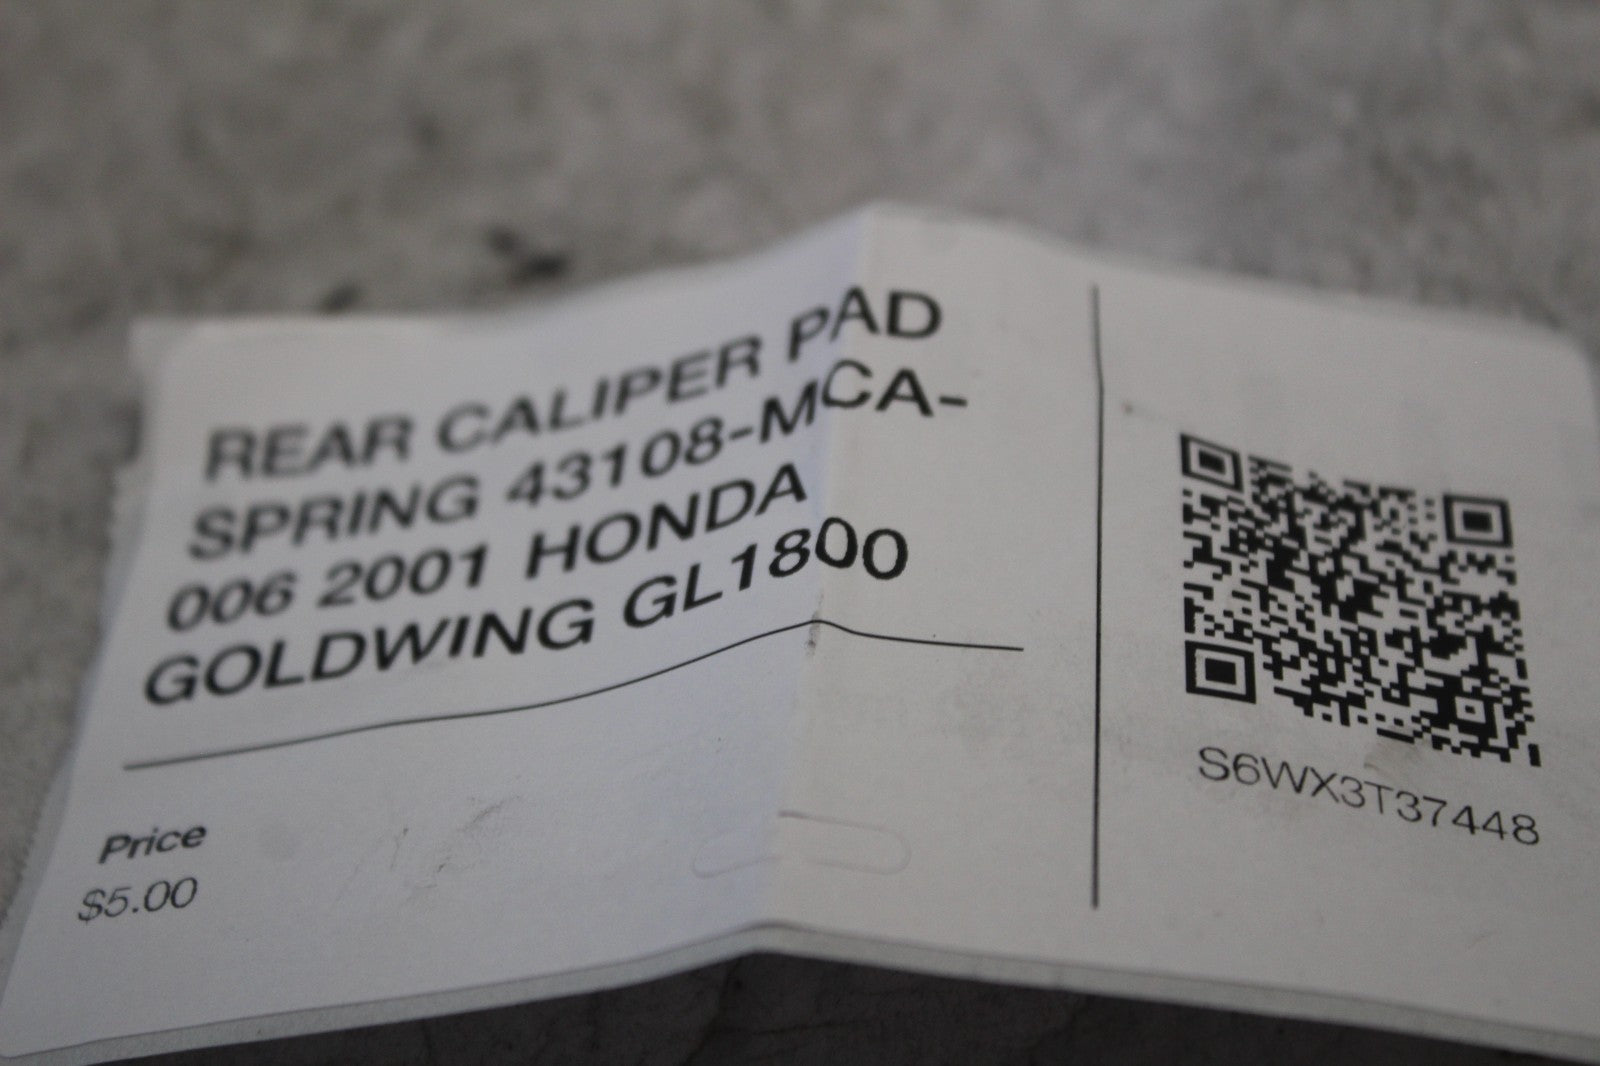 REAR CALIPER PAD
SPRING 43108-MCA-
006 2001 HONDA
GOLDWING GL1800
Price
$5.00
S6WX3T37448